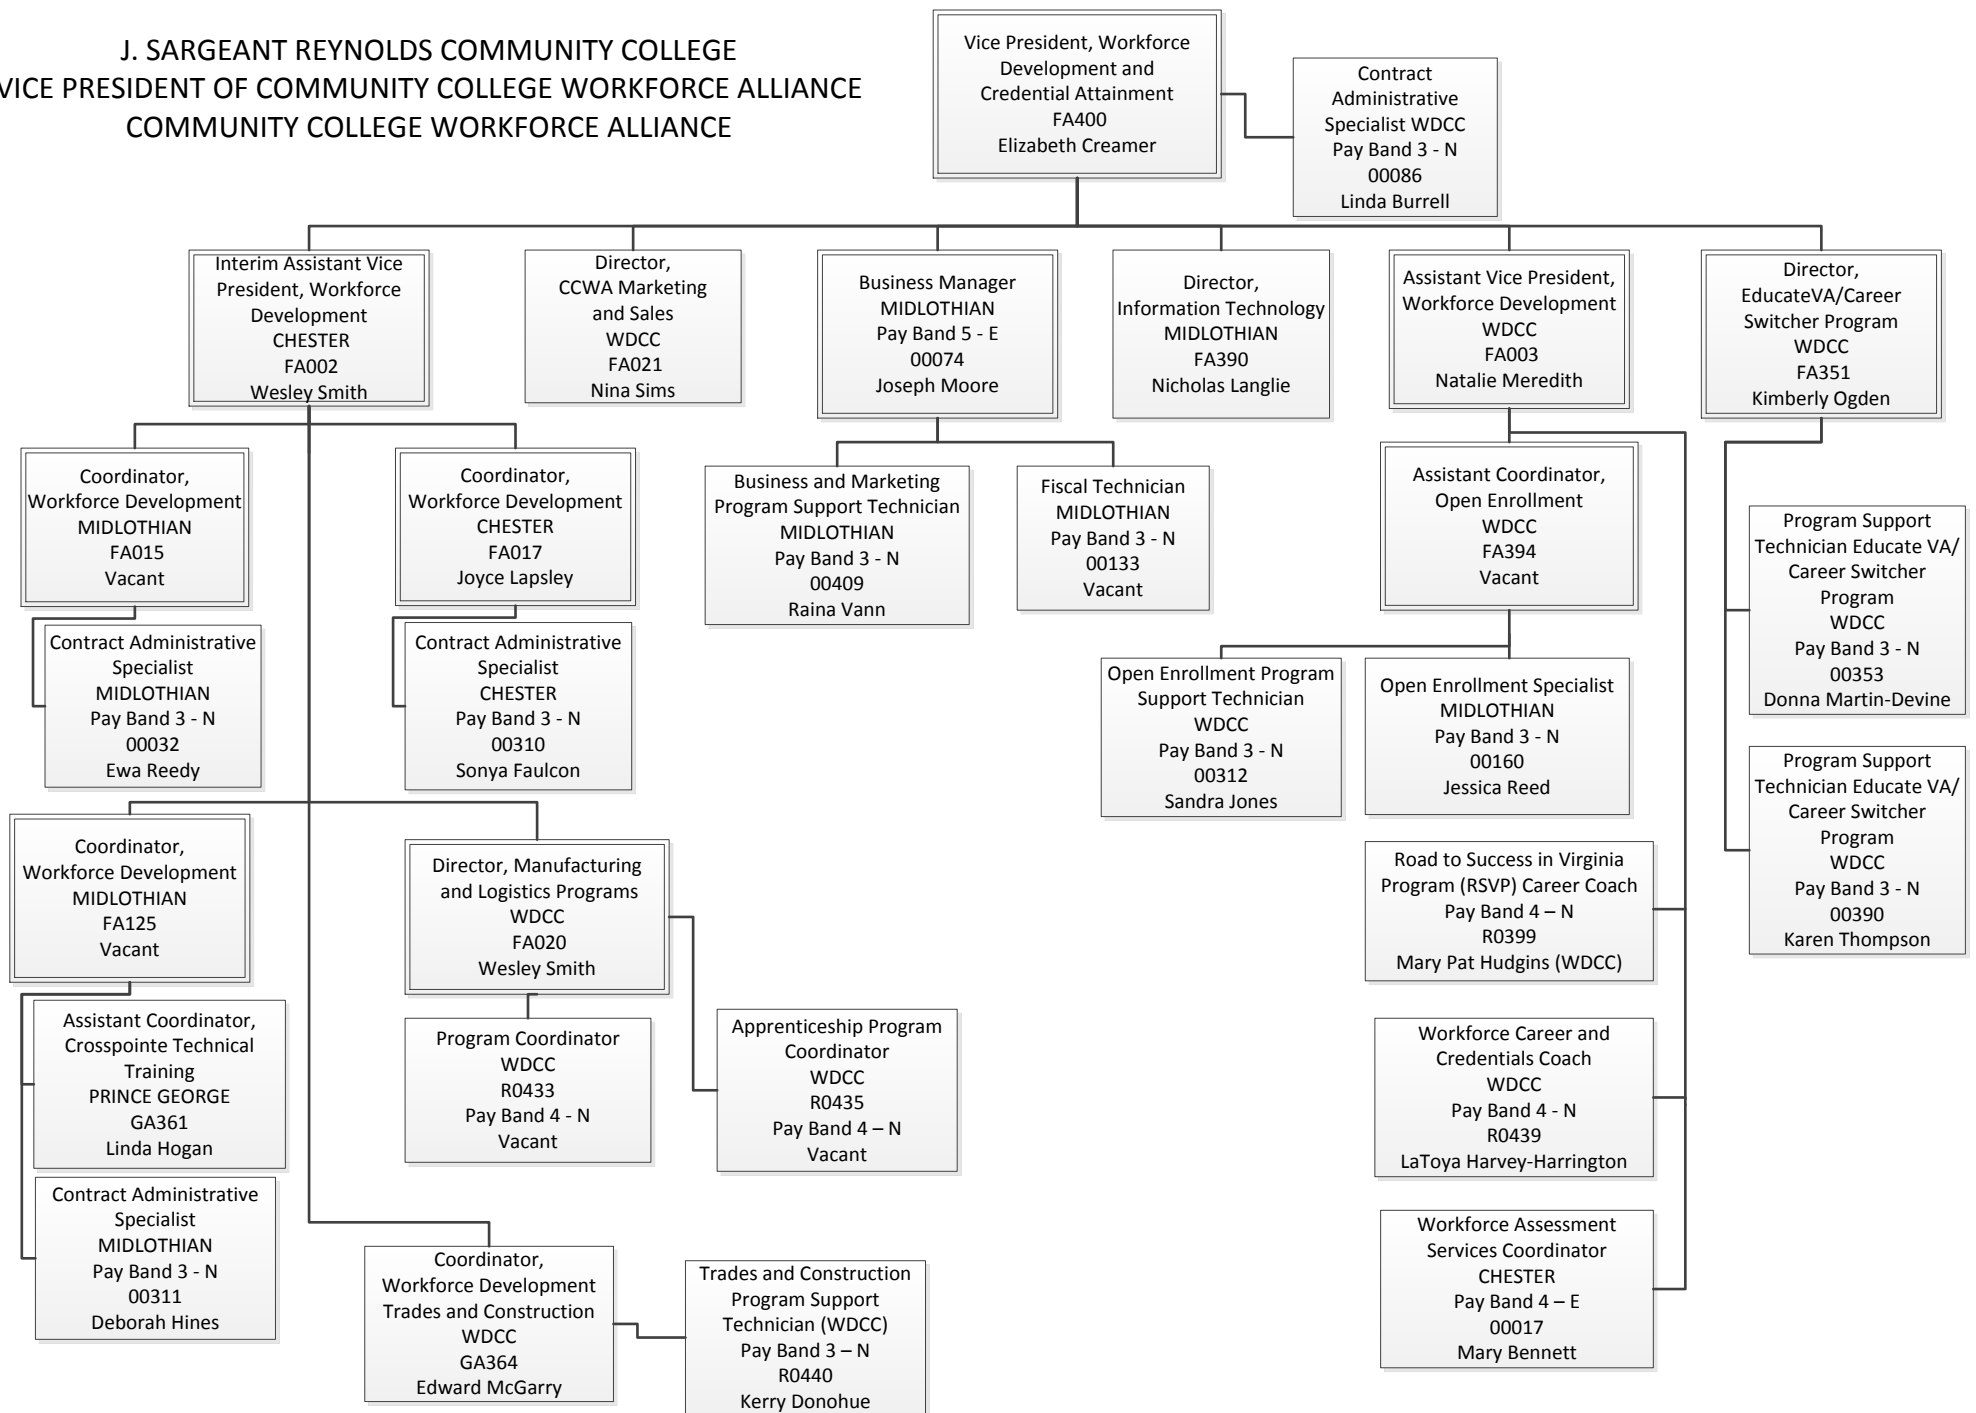 J. SARGEANT REYNOLDS COMMUNITY COLLEGE
VICE PRESIDENT OF COMMUNITY COLLEGE WORKFORCE ALLIANCE
COMMUNITY COLLEGE WORKFORCE ALLIANCE
Vice President, Workforce
Development and
Credential Attainment
FA400
Elizabeth Creamer
Contract
Administrative
Specialist WDCC
Pay Band 3 - N
00086
Linda Burrell
Interim Assistant Vice
President, Workforce
Development
CHESTER
FA002
Wesley Smith
Director,
CCWA Marketing
and Sales
WDCC
FA021
Nina Sims
Business Manager
MIDLOTHIAN
Pay Band 5 - E
00074
Joseph Moore
Director,
Information Technology
MIDLOTHIAN
FA390
Nicholas Langlie
Assistant Vice President,
Workforce Development
WDCC
FA003
Natalie Meredith
Director,
EducateVA/Career
Switcher Program
WDCC
FA351
Kimberly Ogden
Coordinator,
Workforce Development
MIDLOTHIAN
FA015
Vacant
Coordinator,
Workforce Development
CHESTER
FA017
Joyce Lapsley
Business and Marketing
Program Support Technician
MIDLOTHIAN
Pay Band 3 - N
00409
Raina Vann
Fiscal Technician
MIDLOTHIAN
Pay Band 3 - N
00133
Vacant
Assistant Coordinator,
Open Enrollment
WDCC
FA394
Vacant
Program Support
Technician Educate VA/
Career Switcher
Program
WDCC
Pay Band 3 - N
00353
Donna Martin-Devine
Contract Administrative
Specialist
MIDLOTHIAN
Pay Band 3 - N
00032
Ewa Reedy
Contract Administrative
Specialist
CHESTER
Pay Band 3 - N
00310
Sonya Faulcon
Open Enrollment Program
Support Technician
WDCC
Pay Band 3 - N
00312
Sandra Jones
Open Enrollment Specialist
MIDLOTHIAN
Pay Band 3 - N
00160
Jessica Reed
Program Support
Technician Educate VA/
Career Switcher
Program
WDCC
Pay Band 3 - N
00390
Karen Thompson
Coordinator,
Workforce Development
MIDLOTHIAN
FA125
Vacant
Director, Manufacturing
and Logistics Programs
WDCC
FA020
Wesley Smith
Road to Success in Virginia
Program (RSVP) Career Coach
Pay Band 4 – N
R0399
Mary Pat Hudgins (WDCC)
Assistant Coordinator,
Crosspointe Technical
Training
PRINCE GEORGE
GA361
Linda Hogan
Program Coordinator
WDCC
R0433
Pay Band 4 - N
Vacant
Apprenticeship Program
Coordinator
WDCC
R0435
Pay Band 4 – N
Vacant
Workforce Career and
Credentials Coach
WDCC
Pay Band 4 - N
R0439
LaToya Harvey-Harrington
Contract Administrative
Specialist
MIDLOTHIAN
Pay Band 3 - N
00311
Deborah Hines
Coordinator,
Workforce Development
Trades and Construction
WDCC
GA364
Edward McGarry
Trades and Construction
Program Support
Technician (WDCC)
Pay Band 3 – N
R0440
Kerry Donohue
Workforce Assessment
Services Coordinator
CHESTER
Pay Band 4 – E
00017
Mary Bennett